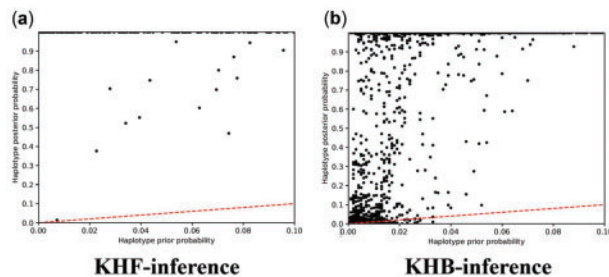 (a)
(b)
1.0
0.9
0.8
0.7
0.6
0.5
0.4
0.3
0.2
0.1
0.0
Haplotype posterior probability
0.00 0.02 0.04 0.06 0.08 0.10
Haplotype prior probability
KHF-inference
1.0
0.9
0.8
0.7
0.6
0.5
0.4
0.3
0.2
0.1
0.0
Haplotype posterior probability
0.00 0.02 0.04 0.06 0.08 0.10
Haplotype prior probability
KHB-inference